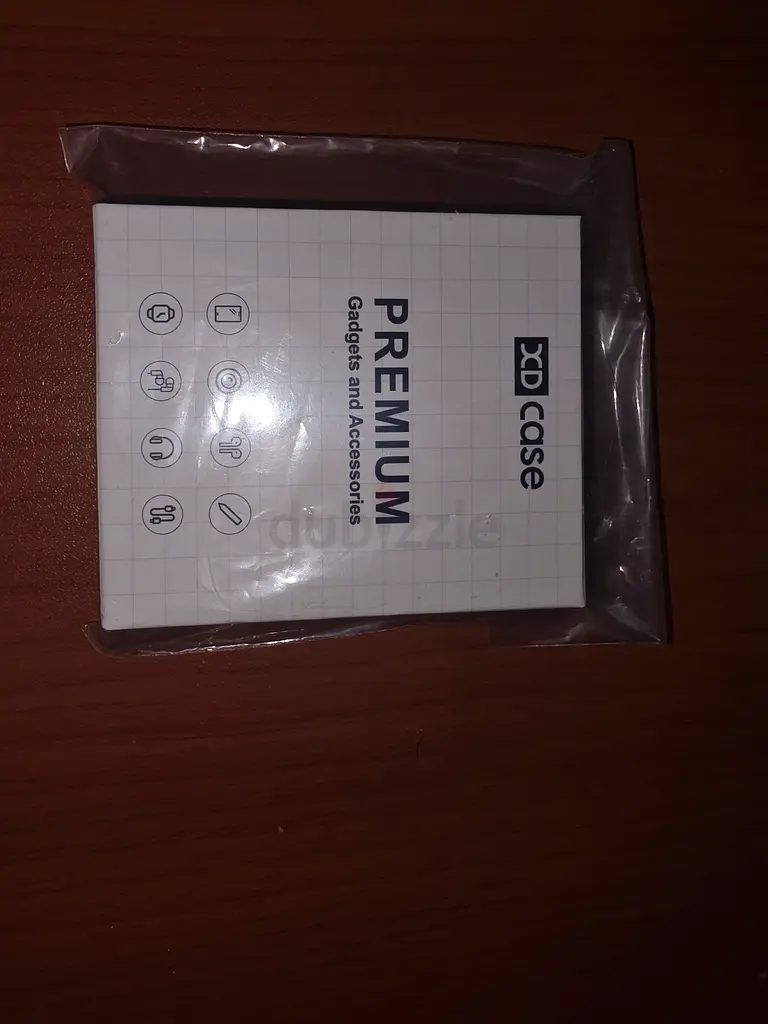 XD case
PREMIUM
Gadgets and Accessories
dubizzle